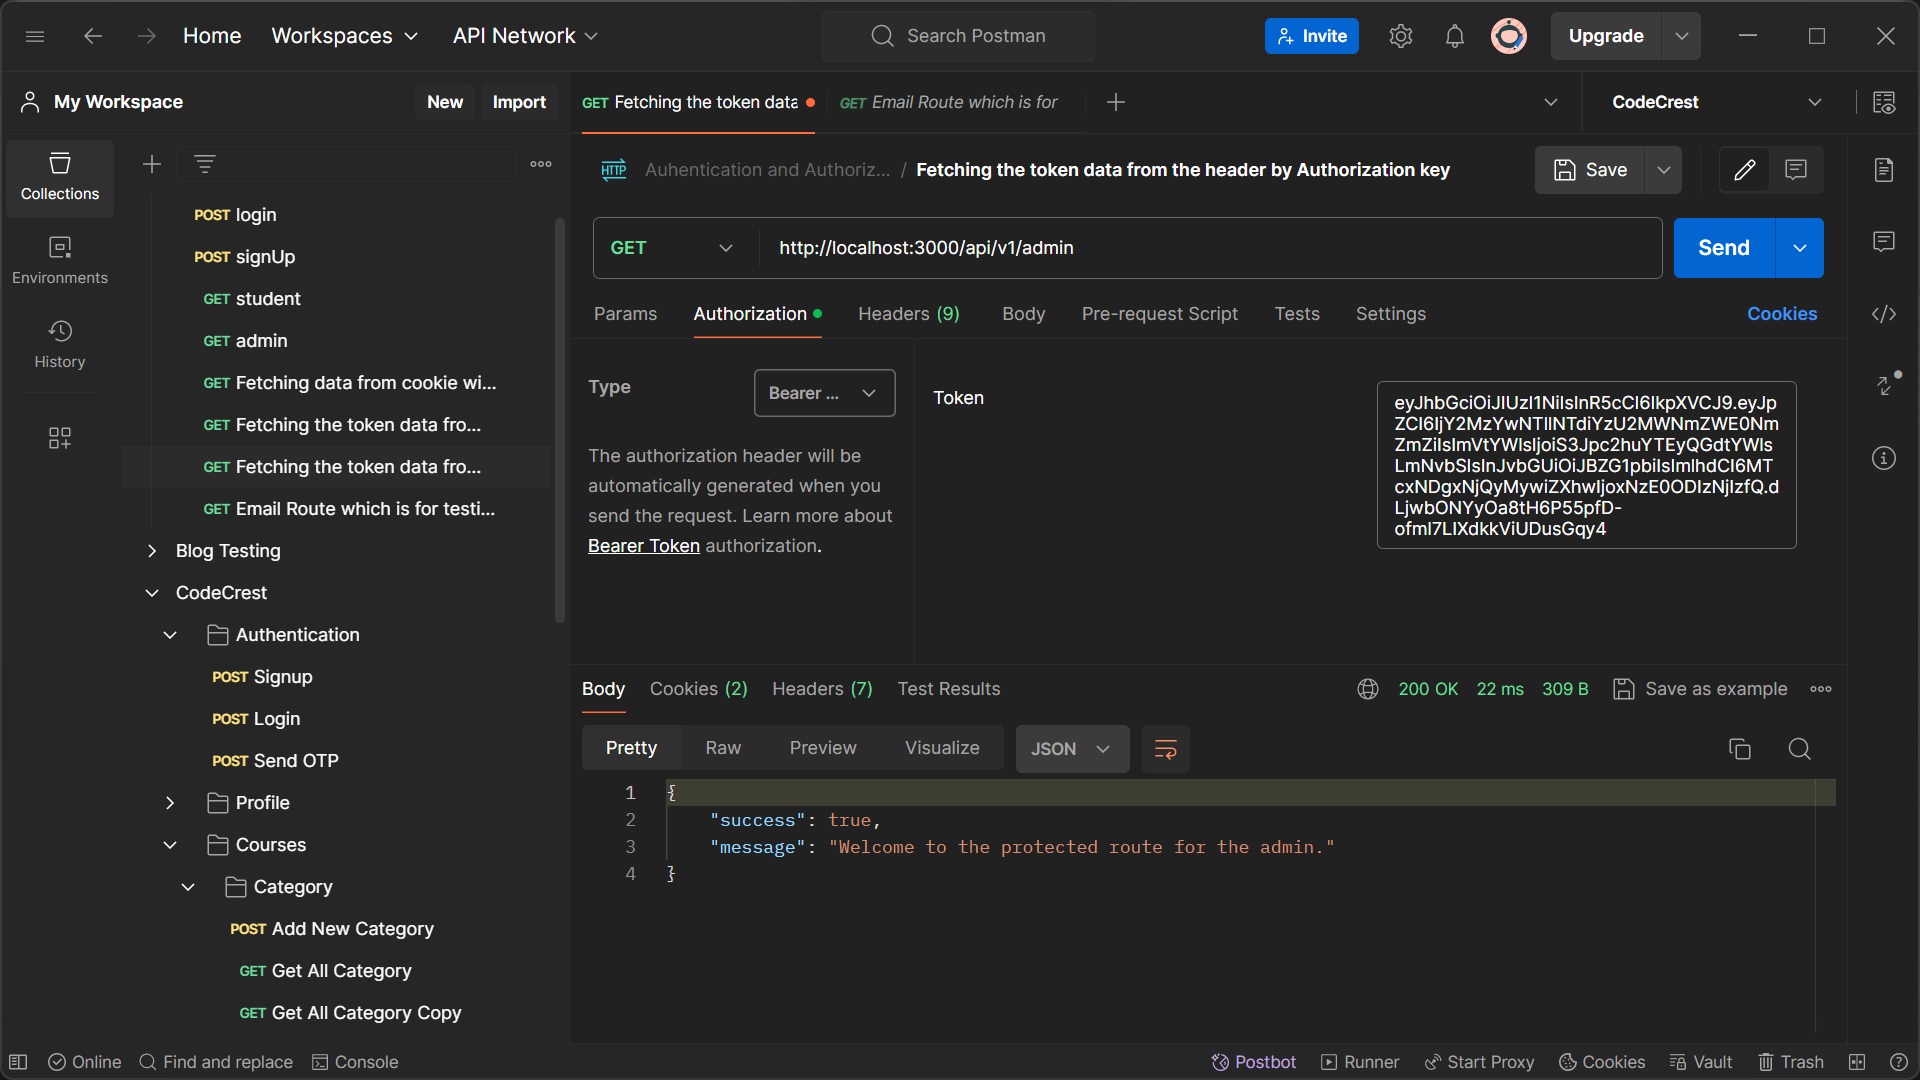 Home
Workspaces
API Network
Search Postman
Invite
Upgrade
My Workspace
New
Import
GET Fetching the token data
GET Email Route which is for
CodeCrest
Collections
Environments
History
POST login
POST signUp
GET student
GET admin
GET Fetching data from cookie wi...
GET Fetching the token data fro...
GET Fetching the token data fro...
GET Email Route which is for testi...
Blog Testing
CodeCrest
Authentication
POST Signup
POST Login
POST Send OTP
Profile
Courses
Category
POST Add New Category
GET Get All Category
GET Get All Category Copy
HTTP Auhentication and Authoriz... / Fetching the token data from the header by Authorization key
Save
GET
http://localhost:3000/api/v1/admin
Send
Params
Authorization
Headers (9)
Body
Pre-request Script
Tests
Settings
Cookies
Type
Bearer ...
The authorization header will be
automatically generated when you
send the request. Learn more about
Bearer Token authorization.
Token
Body
Cookies (2)
Headers (7)
Test Results
200 OK
22 ms
309 B
Save as example
Pretty
Raw
Preview
Visualize
JSON
1 {
2 "success": true,
3 "message": "Welcome to the protected route for the admin."
4 }
Online
Find and replace
Console
Postbot
Runner
Start Proxy
Cookies
Vault
Trash